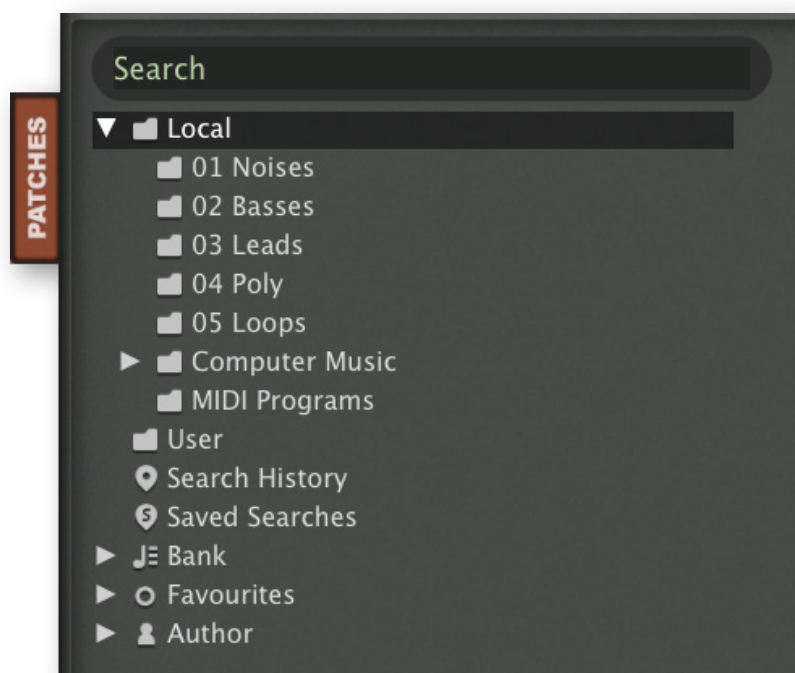 Search
PATCHES
Local
01 Noises
02 Basses
03 Leads
04 Poly
05 Loops
Computer Music
MIDI Programs
User
Search History
S Saved Searches
Bank
Favourites
Author